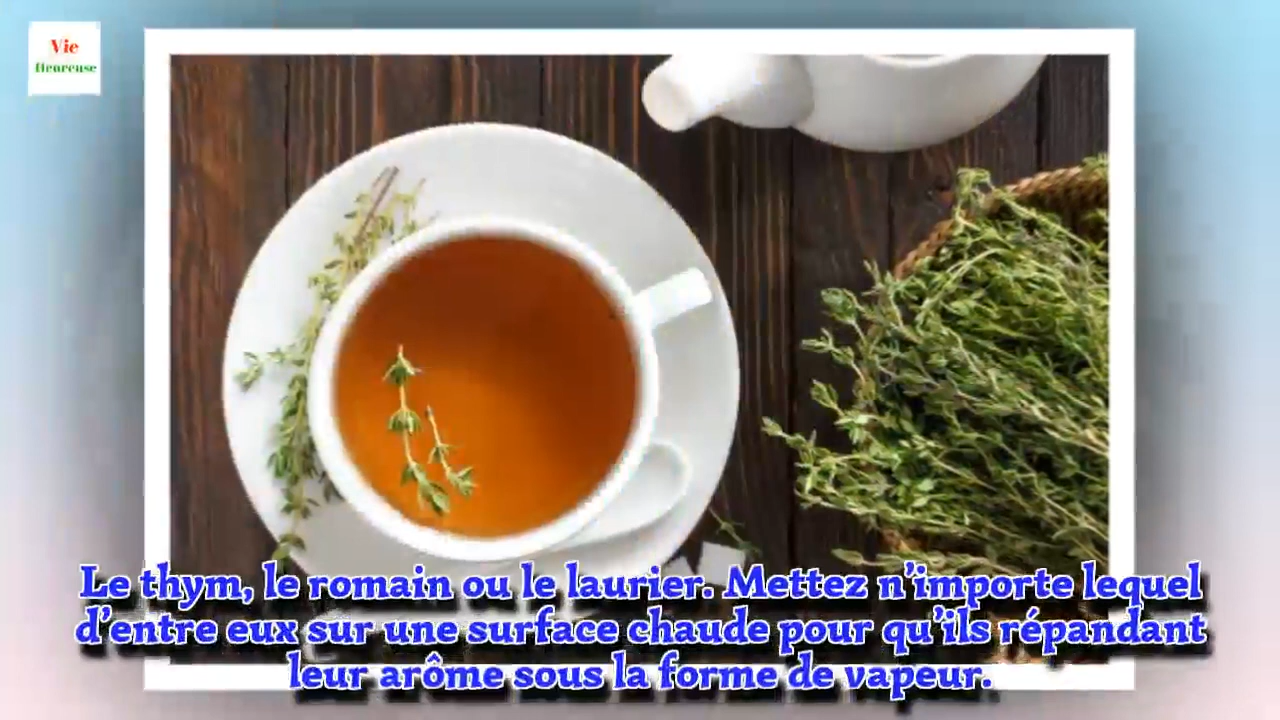 Vie
Heureuse
Le thym, le romain ou le laurier. Mettez n'importe lequel
d'entre eux sur une surface chaude pour qu'ils répandant
leur arôme sous la forme de vapeur.